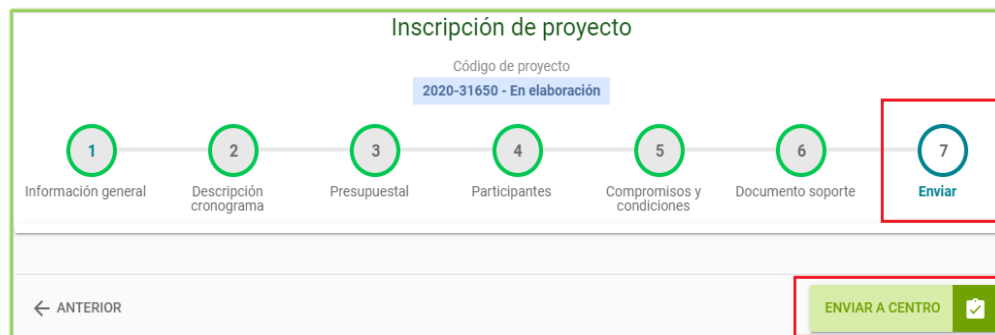 Inscripción de proyecto
Código de proyecto
2020-31650 - En elaboración
1
2
3
4
5
6
7
Información general
Descripción
cronograma
Presupuestal
Participantes
Compromisos y
condiciones
Documento soporte
Enviar
ANTERIOR
ENVIAR A CENTRO